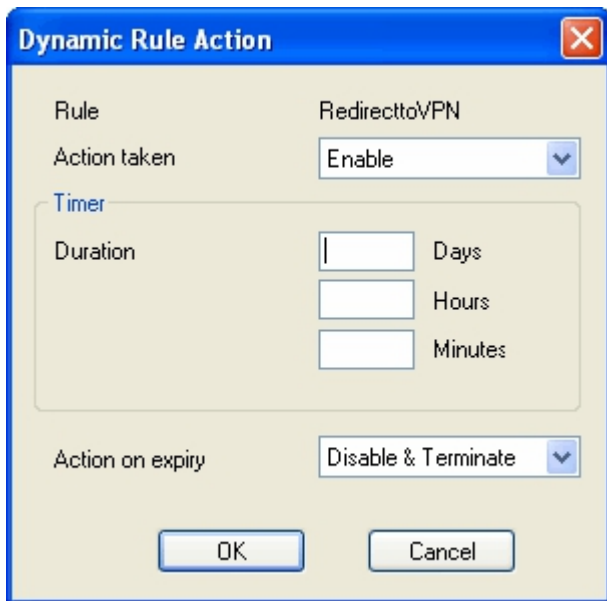 Dynamic Rule Action
Rule RedirecttoVPN
Action taken Enable
Timer
Duration Days
Hours
Minutes
Action on expiry Disable & Terminate
OK Cancel